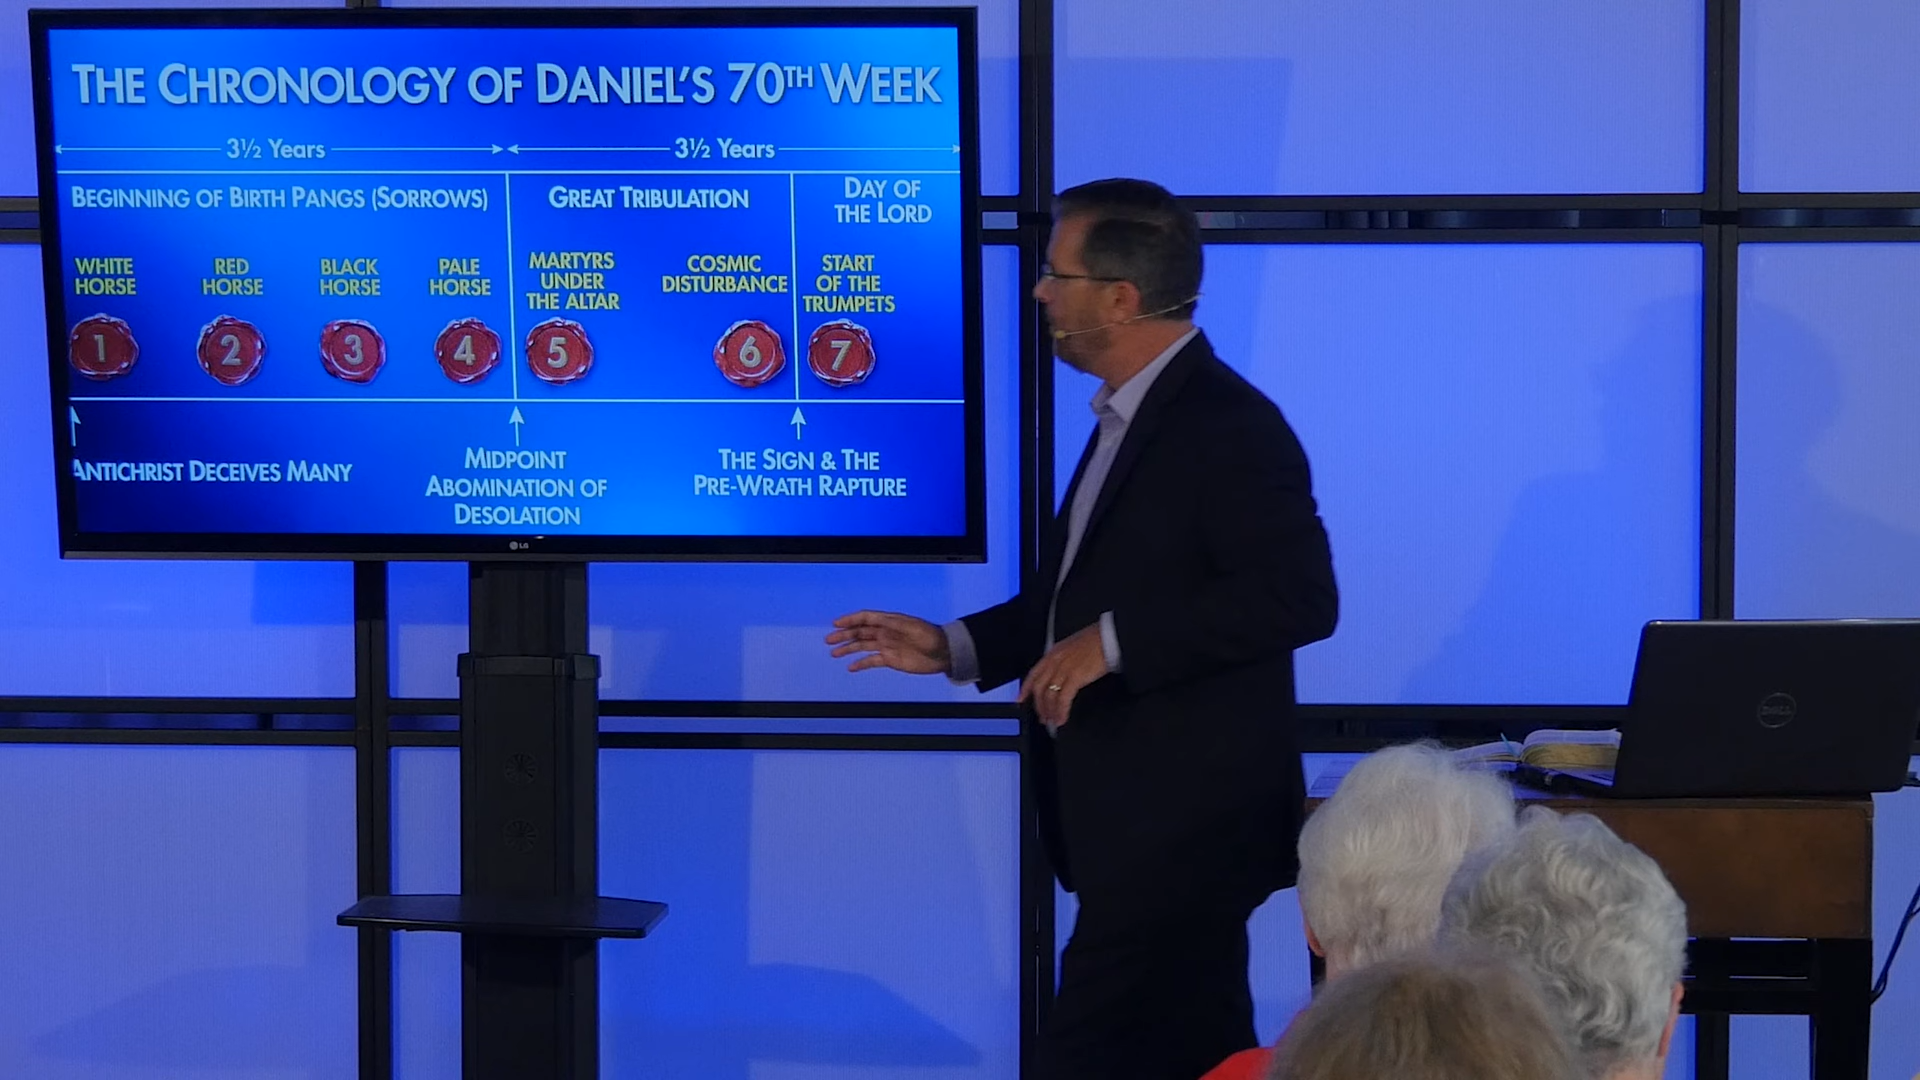 THE CHRONOLOGY OF DANIEL'S 70TH WEEK
3½ Years
3½ Years
BEGINNING OF BIRTH PANGS (SORROWS)
GREAT TRIBULATION
DAY OF
THE LORD
WHITE
HORSE
RED
HORSE
BLACK
HORSE
PALE
HORSE
MARTYRS
UNDER
THE ALTAR
COSMIC
DISTURBANCE
START
OF THE
TRUMPETS
1
2
3
4
5
6
7
ANTICHRIST DECEIVES MANY
MIDPOINT
ABOMINATION OF
DESOLATION
THE SIGN & THE
PRE-WRATH RAPTURE
LG
DELL